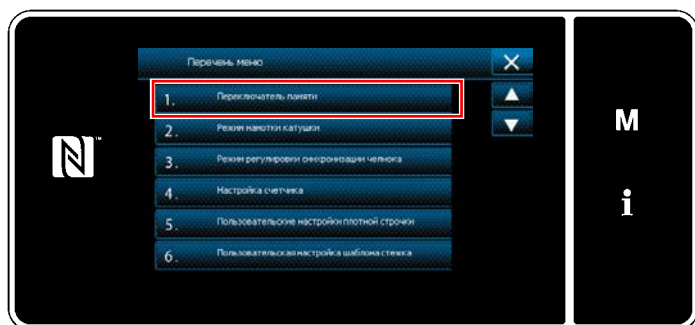 Перечень меню
1. Переключатель памяти
2. Режим намотки катушки
3. Режим регулировки синхронизации челнока
4. Настройка счетчика
5. Пользовательские настройки плотной строчки
6. Пользовательская настройка шаблона стежка
M
i